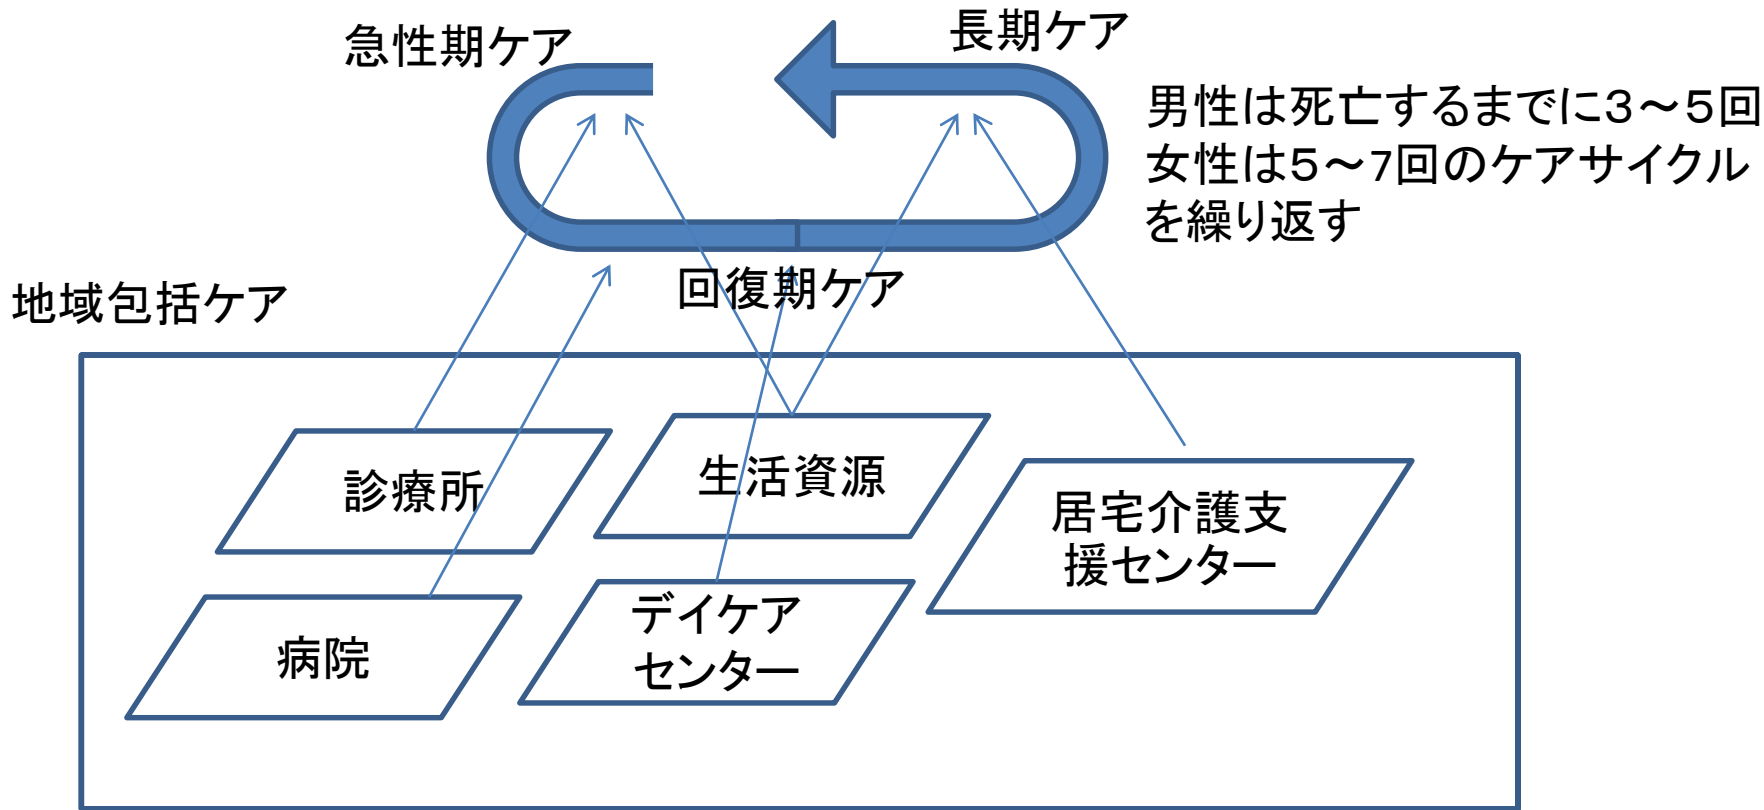 急性期ケア
長期ケア
男性は死亡するまでに３～５回
女性は５～7回のケアサイクル
を繰り返す
回復期ケア
地域包括ケア
診療所
生活資源
居宅介護支
援センター
病院
デイケア
センター